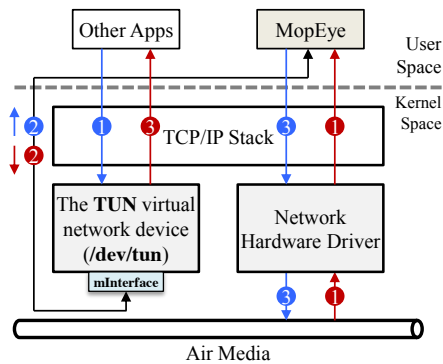 Other Apps
MopEye
User
Space
Kernel
Space
2
1
3
3
1
2
TCP/IP Stack
The TUN virtual
network device
(/dev/tun)
mInterface
Network
Hardware Driver
3
1
Air Media